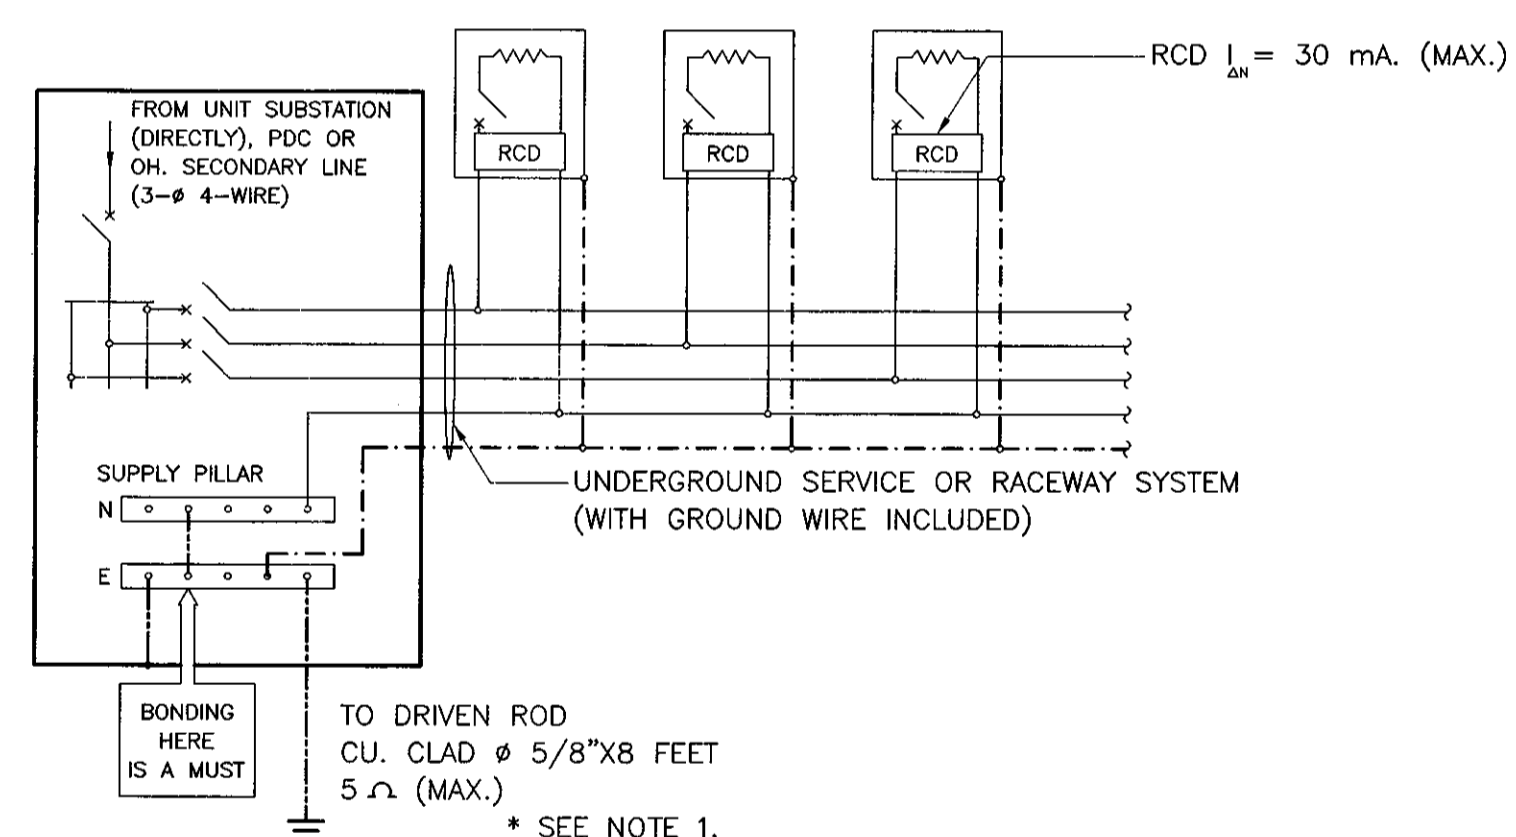 FROM UNIT SUBSTATION
(DIRECTLY), PDC OR
OH. SECONDARY LINE
(3-ø 4-WIRE)
RCD
RCD
RCD
RCD I△N = 30 mA. (MAX.)
SUPPLY PILLAR
N
E
UNDERGROUND SERVICE OR RACEWAY SYSTEM
(WITH GROUND WIRE INCLUDED)
BONDING
HERE
IS A MUST
TO DRIVEN ROD
CU. CLAD ø 5/8"X8 FEET
5 Ω (MAX.)
* SEE NOTE 1.